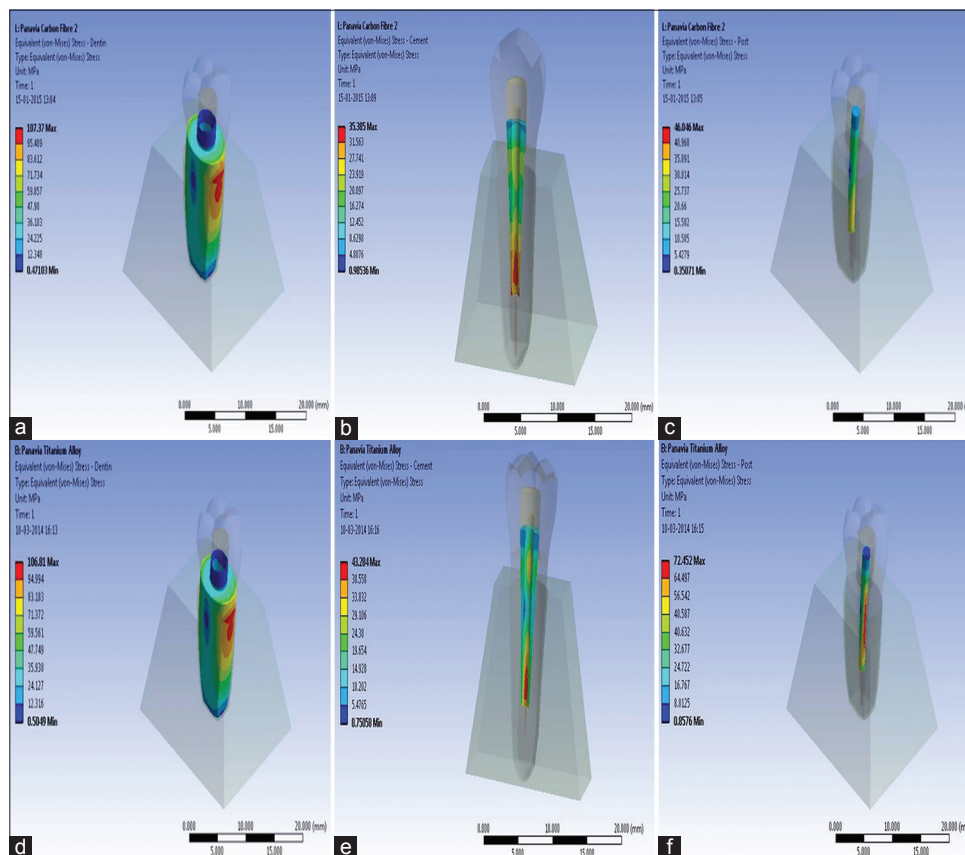 L: Panavia Carbon Fibre 2
Equivalent (von-Mises) Stress - Dentin
Type: Equivalent (von-Mises) Stress
Unit: MPa
Time: 1
15-01-2015 13:04
107.37 Max
95.489
83.612
71.734
59.857
47.98
36.103
24.225
12.348
0.47103 Min
0.000
10.000
20.000 (mm)
5.000
15.000
a
L: Panavia Carbon Fibre 2
Equivalent (von-Mises) Stress - Cement
Type: Equivalent (von-Mises) Stress
Unit: MPa
Time: 1
15-01-2015 13:09
35.385 Max
31.563
27.741
23.919
20.097
16.274
12.452
8.6298
4.8076
0.98536 Min
0.000
10.000
20.000 (mm)
5.000
15.000
b
L: Panavia Carbon Fibre 2
Equivalent (von-Mises) Stress - Post
Type: Equivalent (von-Mises) Stress
Unit: MPa
Time: 1
15-01-2015 13:05
46.046 Max
40.968
35.891
30.814
25.737
20.66
15.582
10.505
5.4279
0.35071 Min
0.000
10.000
20.000 (mm)
5.000
15.000
c
B: Panavia Titanium Alloy
Equivalent (von-Mises) Stress - Dentin
Type: Equivalent (von-Mises) Stress
Unit: MPa
Time: 1
10-03-2014 16:13
106.81 Max
94.994
83.183
71.372
59.561
47.749
35.938
24.127
12.316
0.5049 Min
0.000
10.000
20.000 (mm)
5.000
15.000
d
B: Panavia Titanium Alloy
Equivalent (von-Mises) Stress - Cement
Type: Equivalent (von-Mises) Stress
Unit: MPa
Time: 1
10-03-2014 16:16
43.284 Max
38.558
33.832
29.106
24.38
19.654
14.928
10.202
5.4765
0.75058 Min
0.000
10.000
20.000 (mm)
5.000
15.000
e
B: Panavia Titanium Alloy
Equivalent (von-Mises) Stress - Post
Type: Equivalent (von-Mises) Stress
Unit: MPa
Time: 1
10-03-2014 16:15
72.452 Max
64.497
56.542
48.587
40.632
32.677
24.722
16.767
8.8125
0.8576 Min
0.000
10.000
20.000 (mm)
5.000
15.000
f